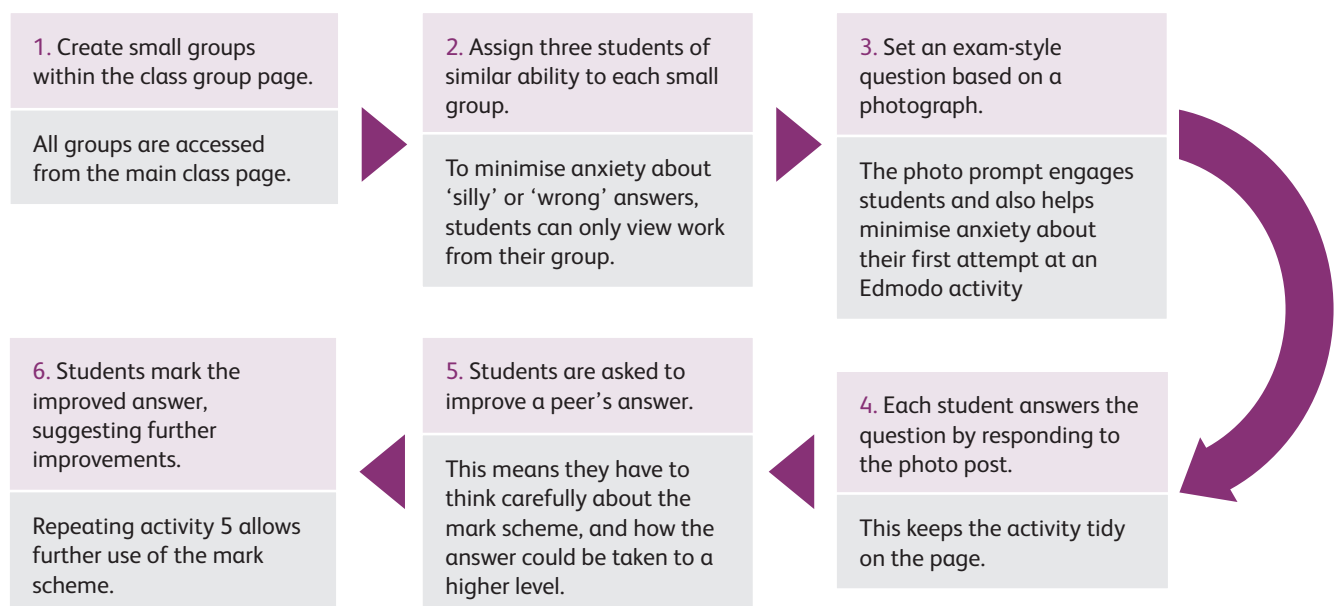 1. Create small groups
within the class group page.
All groups are accessed
from the main class page.
2. Assign three students of
similar ability to each small
group.
To minimise anxiety about
‘silly’ or ‘wrong’ answers,
students can only view work
from their group.
3. Set an exam-style
question based on a
photograph.
The photo prompt engages
students and also helps
minimise anxiety about
their first attempt at an
Edmodo activity
4. Each student answers the
question by responding to
the photo post.
This keeps the activity tidy
on the page.
5. Students are asked to
improve a peer’s answer.
This means they have to
think carefully about the
mark scheme, and how the
answer could be taken to a
higher level.
6. Students mark the
improved answer,
suggesting further
improvements.
Repeating activity 5 allows
further use of the mark
scheme.